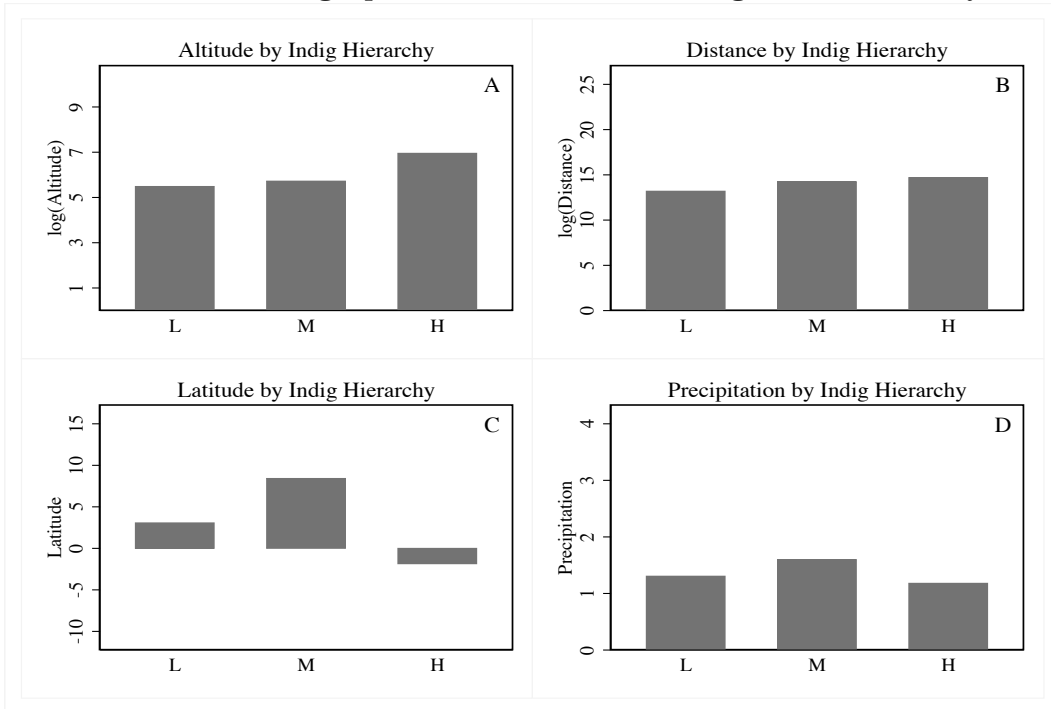 Altitude by Indig Hierarchy
A
log(Altitude)
9
7
5
3
1
L M H
Distance by Indig Hierarchy
B
log(Distance)
25
20
15
10
5
0
L M H
Latitude by Indig Hierarchy
C
Latitude
15
10
5
0
-5
-10
L M H
Precipitation by Indig Hierarchy
D
Precipitation
4
3
2
1
0
L M H